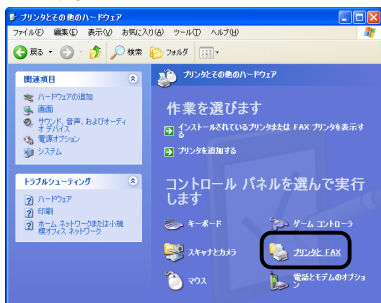 プリンタとその他のハードウェア
ファイル(F) 編集(E) 表示(V) お気に入り(A) ツール(T) ヘルプ(H)
戻る 検索 フォルダ
関連項目
ハードウェアの追加
画面
サウンド、音声、およびオーディ
オ デバイス
電源オプション
システム
トラブルシューティング
ハードウェア
印刷
ホーム ネットワークまたは小規
模オフィス ネットワーク
プリンタとその他のハードウェア
作業を選びます
インストールされているプリンタまたは FAX プリンタを表示す
る
プリンタを追加する
コントロール パネルを選んで実行
します
キーボード
ゲーム コントローラ
スキャナとカメラ
プリンタと FAX
マウス
電話とモデムのオプショ
ン